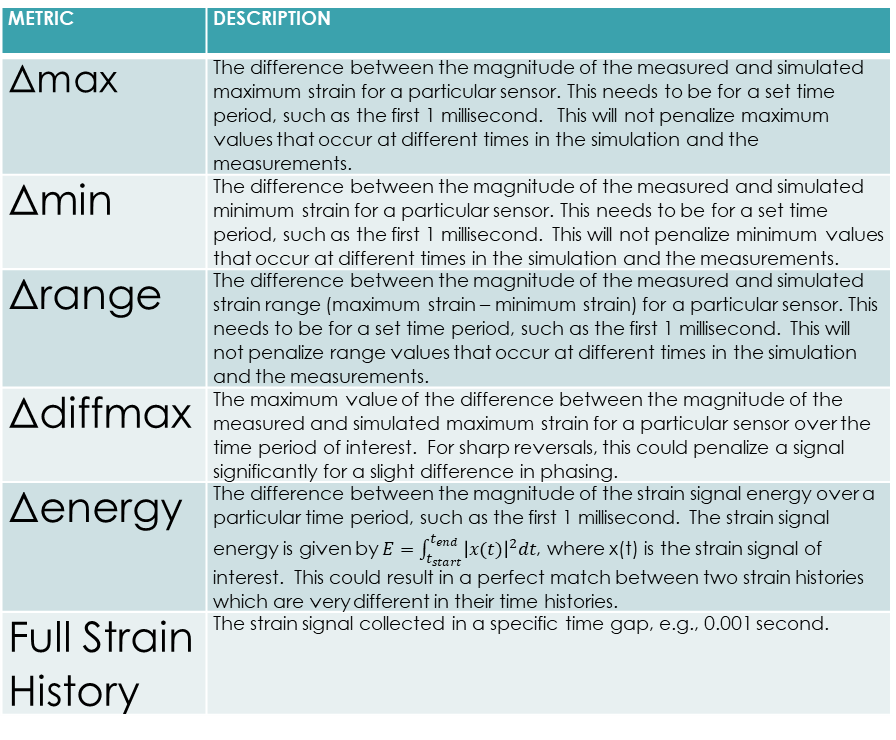 METRIC
DESCRIPTION
Δmax
The difference between the magnitude of the measured and simulated
maximum strain for a particular sensor. This needs to be for a set time
period, such as the first 1 millisecond.  This will not penalize maximum
values that occur at different times in the simulation and the
measurements.
Δmin
The difference between the magnitude of the measured and simulated
minimum strain for a particular sensor. This needs to be for a set time
period, such as the first 1 millisecond.  This will not penalize minimum values
that occur at different times in the simulation and the measurements.
Δrange
The difference between the magnitude of the measured and simulated
strain range (maximum strain – minimum strain) for a particular sensor. This
needs to be for a set time period, such as the first 1 millisecond.  This will
not penalize range values that occur at different times in the simulation
and the measurements.
Δdiffmax
The maximum value of the difference between the magnitude of the
measured and simulated maximum strain for a particular sensor over the
time period of interest.  For sharp reversals, this could penalize a signal
significantly for a slight difference in phasing.
Δenergy
The difference between the magnitude of the strain signal energy over a
particular time period, such as the first 1 millisecond.  The strain signal
energy is given by E = ∫_{t_start}^{t_end} |x(t)|² dt, where x(t) is the strain signal of
interest.  This could result in a perfect match between two strain histories
which are very different in their time histories.
Full Strain
History
The strain signal collected in a specific time gap, e.g., 0.001 second.